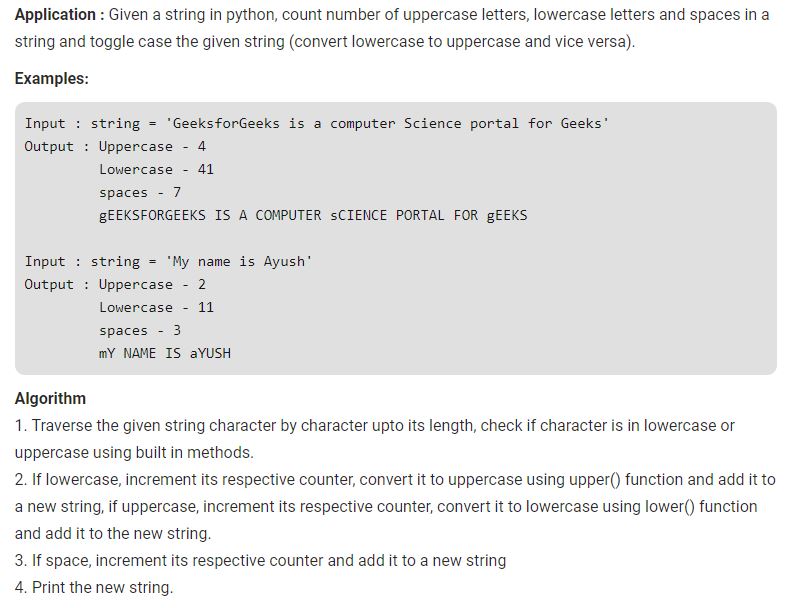 Application : Given a string in python, count number of uppercase letters, lowercase letters and spaces in a
string and toggle case the given string (convert lowercase to uppercase and vice versa).
Examples:
Input : string = 'GeeksforGeeks is a computer Science portal for Geeks'
Output : Uppercase - 4
Lowercase - 41
spaces - 7
gEEKSFORgEEKS IS A COMPUTER sCIENCE PORTAL FOR gEEKS
Input : string = 'My name is Ayush'
Output : Uppercase - 2
Lowercase - 11
spaces - 3
mY NAME IS aYUSH
Algorithm
1. Traverse the given string character by character upto its length, check if character is in lowercase or
uppercase using built in methods.
2. If lowercase, increment its respective counter, convert it to uppercase using upper() function and add it to
a new string, if uppercase, increment its respective counter, convert it to lowercase using lower() function
and add it to the new string.
3. If space, increment its respective counter and add it to a new string
4. Print the new string.